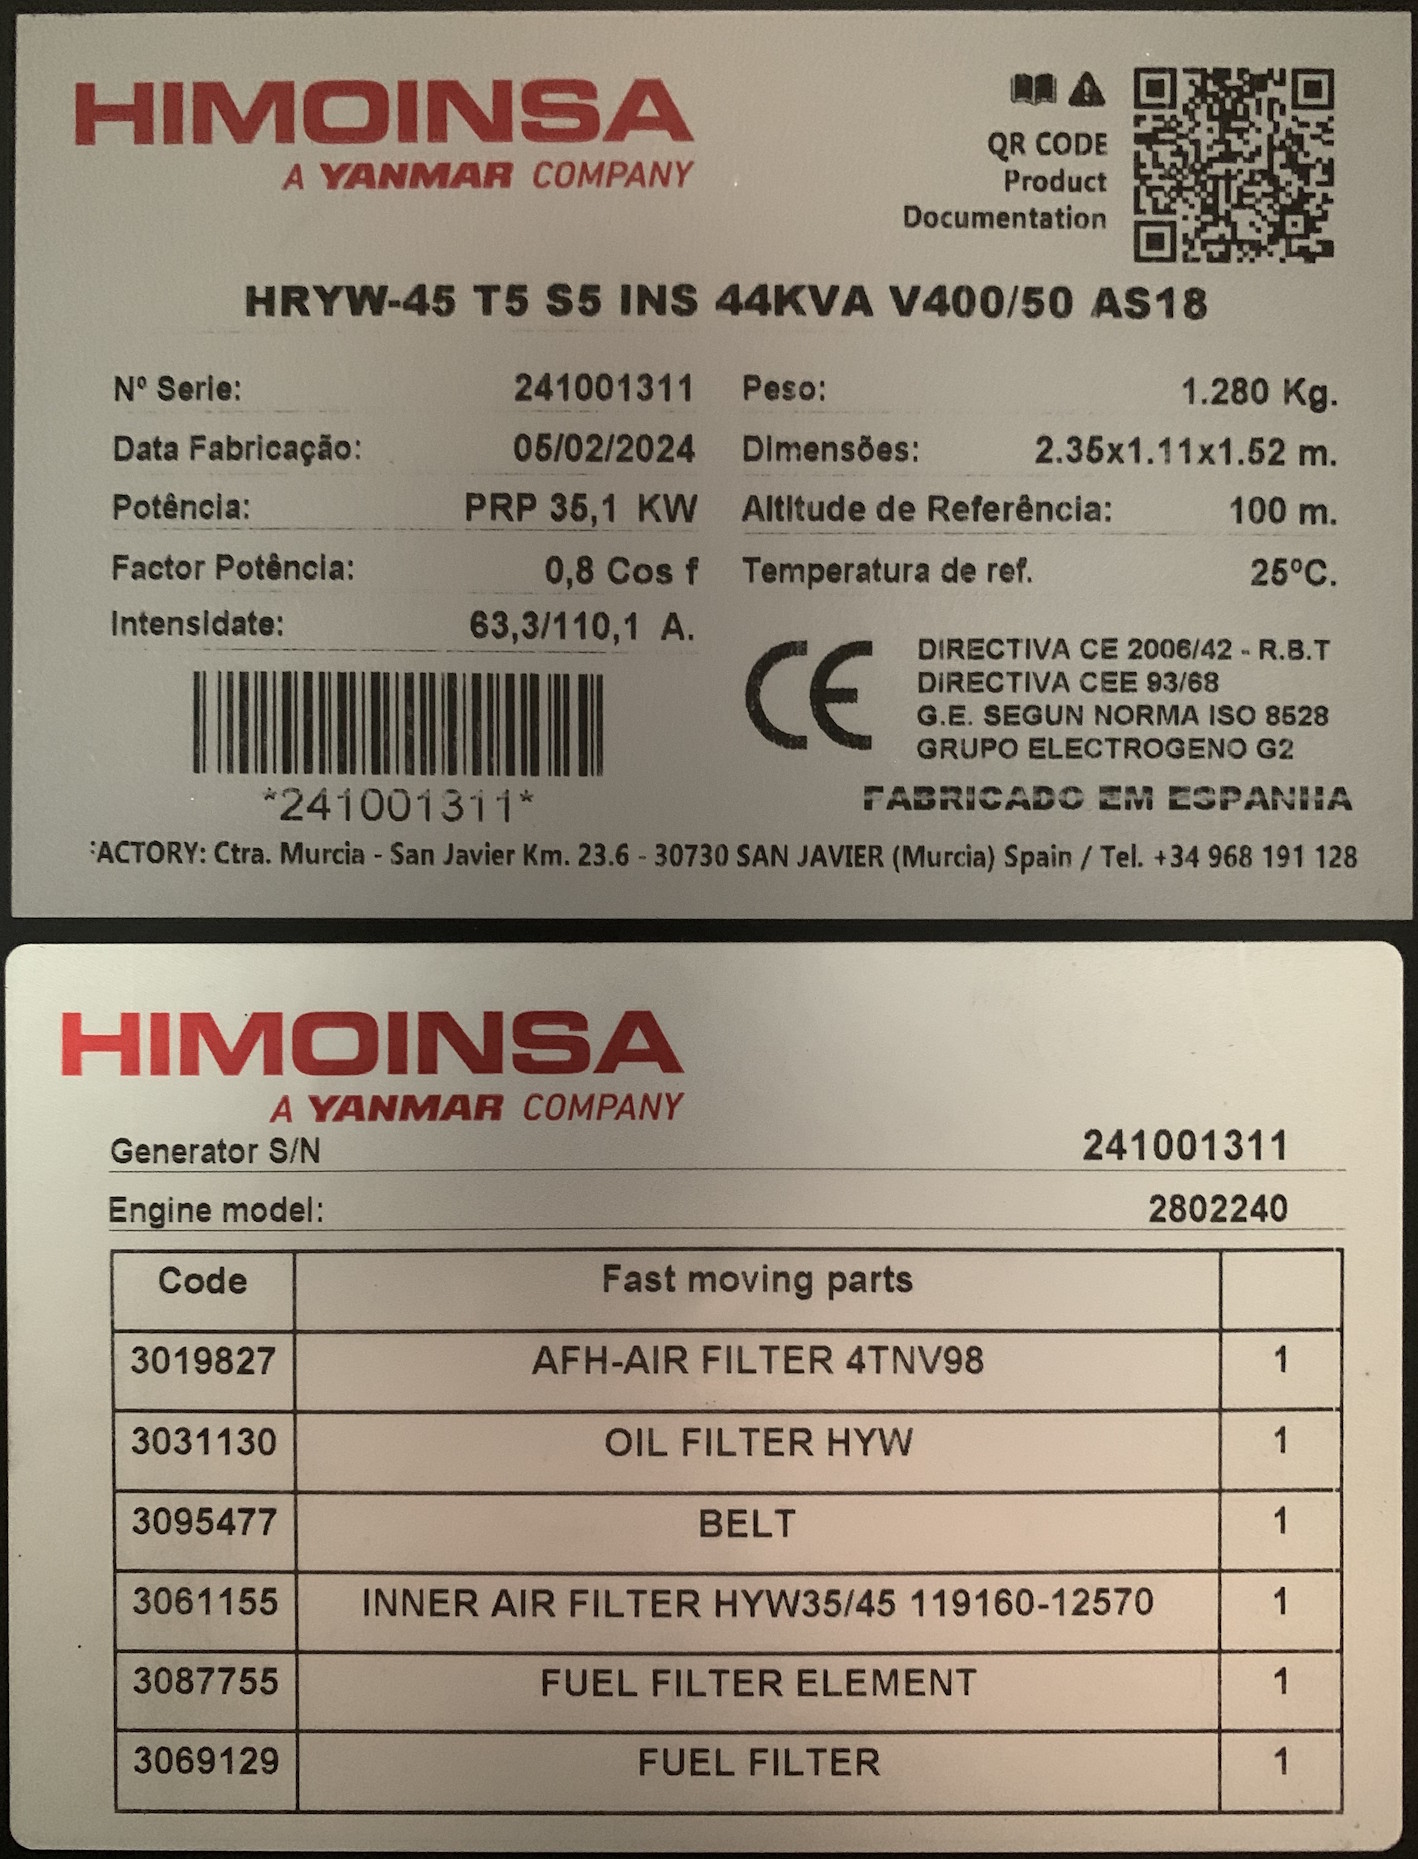 HIMOINSA
A YANMAR COMPANY
QR CODE
Product
Documentation
HRYW-45 T5 S5 INS 44KVA V400/50 AS18
Nº Serie: 241001311 Peso: 1.280 Kg.
Data Fabricação: 05/02/2024 Dimensões: 2.35x1.11x1.52 m.
Potência: PRP 35,1 KW Altitude de Referência: 100 m.
Factor Potência: 0,8 Cos f Temperatura de ref. 25ºC.
Intensidate: 63,3/110,1 A.
CE DIRECTIVA CE 2006/42 - R.B.T
DIRECTIVA CEE 93/68
G.E. SEGUN NORMA ISO 8528
GRUPO ELECTROGENO G2
*241001311* FABRICADO EM ESPANHA
:ACTORY: Ctra. Murcia - San Javier Km. 23.6 - 30730 SAN JAVIER (Murcia) Spain / Tel. +34 968 191 128
HIMOINSA
A YANMAR COMPANY
Generator S/N 241001311
Engine model: 2802240
Code Fast moving parts
3019827 AFH-AIR FILTER 4TNV98 1
3031130 OIL FILTER HYW 1
3095477 BELT 1
3061155 INNER AIR FILTER HYW35/45 119160-12570 1
3087755 FUEL FILTER ELEMENT 1
3069129 FUEL FILTER 1